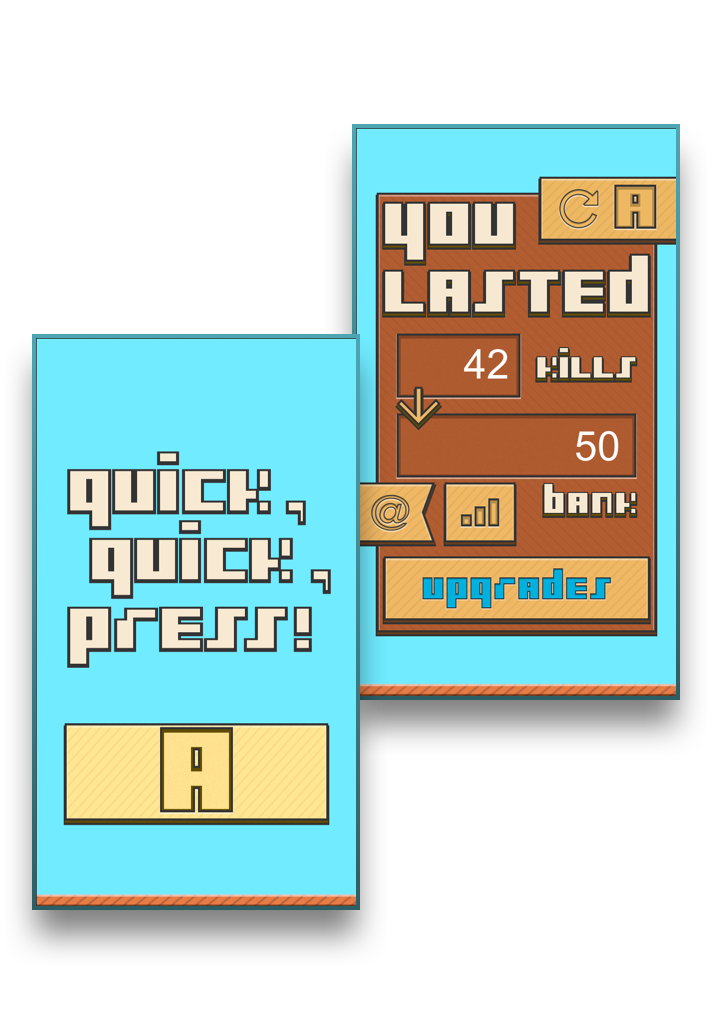 quick,
quick,
press!
A
A
you
LASTED
42
kills
50
@
bank
upgrades